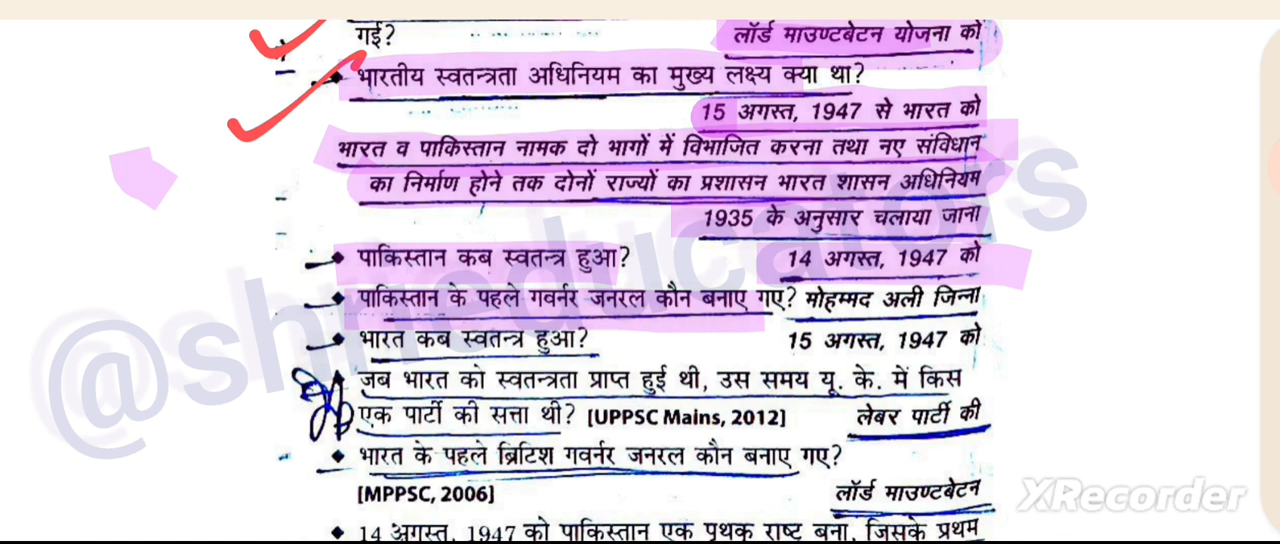 गई? लॉर्ड माउण्टबेटन योजना को
भारतीय स्वतन्त्रता अधिनियम का मुख्य लक्ष्य क्या था?
15 अगस्त, 1947 से भारत को
भारत व पाकिस्तान नामक दो भागों में विभाजित करना तथा नए संविधान
का निर्माण होने तक दोनों राज्यों का प्रशासन भारत शासन अधिनियम
1935 के अनुसार चलाया जाना
पाकिस्तान कब स्वतन्त्र हुआ? 14 अगस्त, 1947 को
पाकिस्तान के पहले गवर्नर जनरल कौन बनाए गए? मोहम्मद अली जिन्ना
भारत कब स्वतन्त्र हुआ? 15 अगस्त, 1947 को
जब भारत को स्वतन्त्रता प्राप्त हुई थी, उस समय यू. के. में किस
एक पार्टी की सत्ता थी? [UPPSC Mains, 2012] लेबर पार्टी की
भारत के पहले ब्रिटिश गवर्नर जनरल कौन बनाए गए?
[MPPSC, 2006] लॉर्ड माउण्टबेटन
14 अगस्त, 1947 को पाकिस्तान एक पृथक राष्ट बना, जिसके प्रथम
@shrieducators
XRecorder